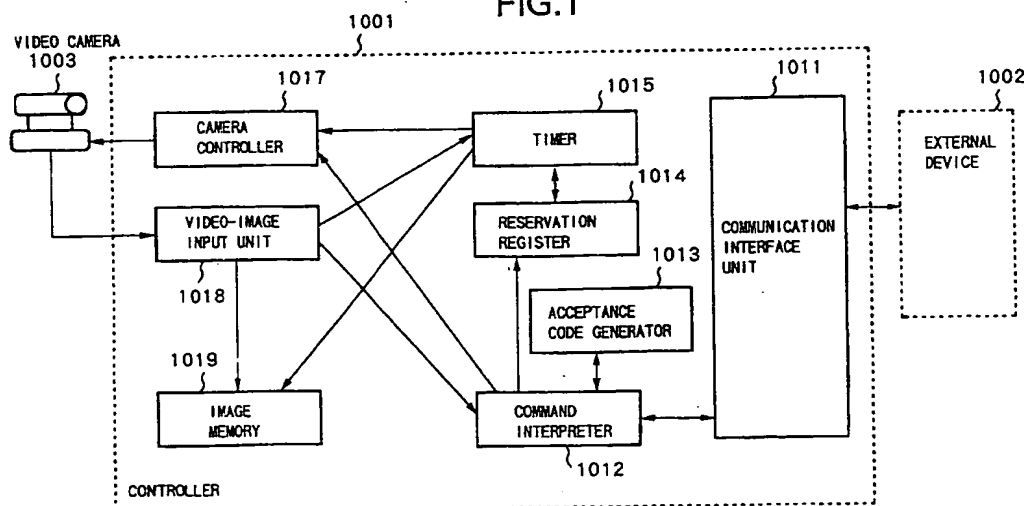 FIG.1
1001
VIDEO CAMERA
1003
1017
1015
1011
1002
CAMERA
CONTROLLER
TIMER
EXTERNAL
DEVICE
1014
VIDEO-IMAGE
INPUT UNIT
RESERVATION
REGISTER
COMMUNICATION
INTERFACE
UNIT
1018
1013
ACCEPTANCE
CODE GENERATOR
1019
IMAGE
MEMORY
COMMAND
INTERPRETER
1012
CONTROLLER